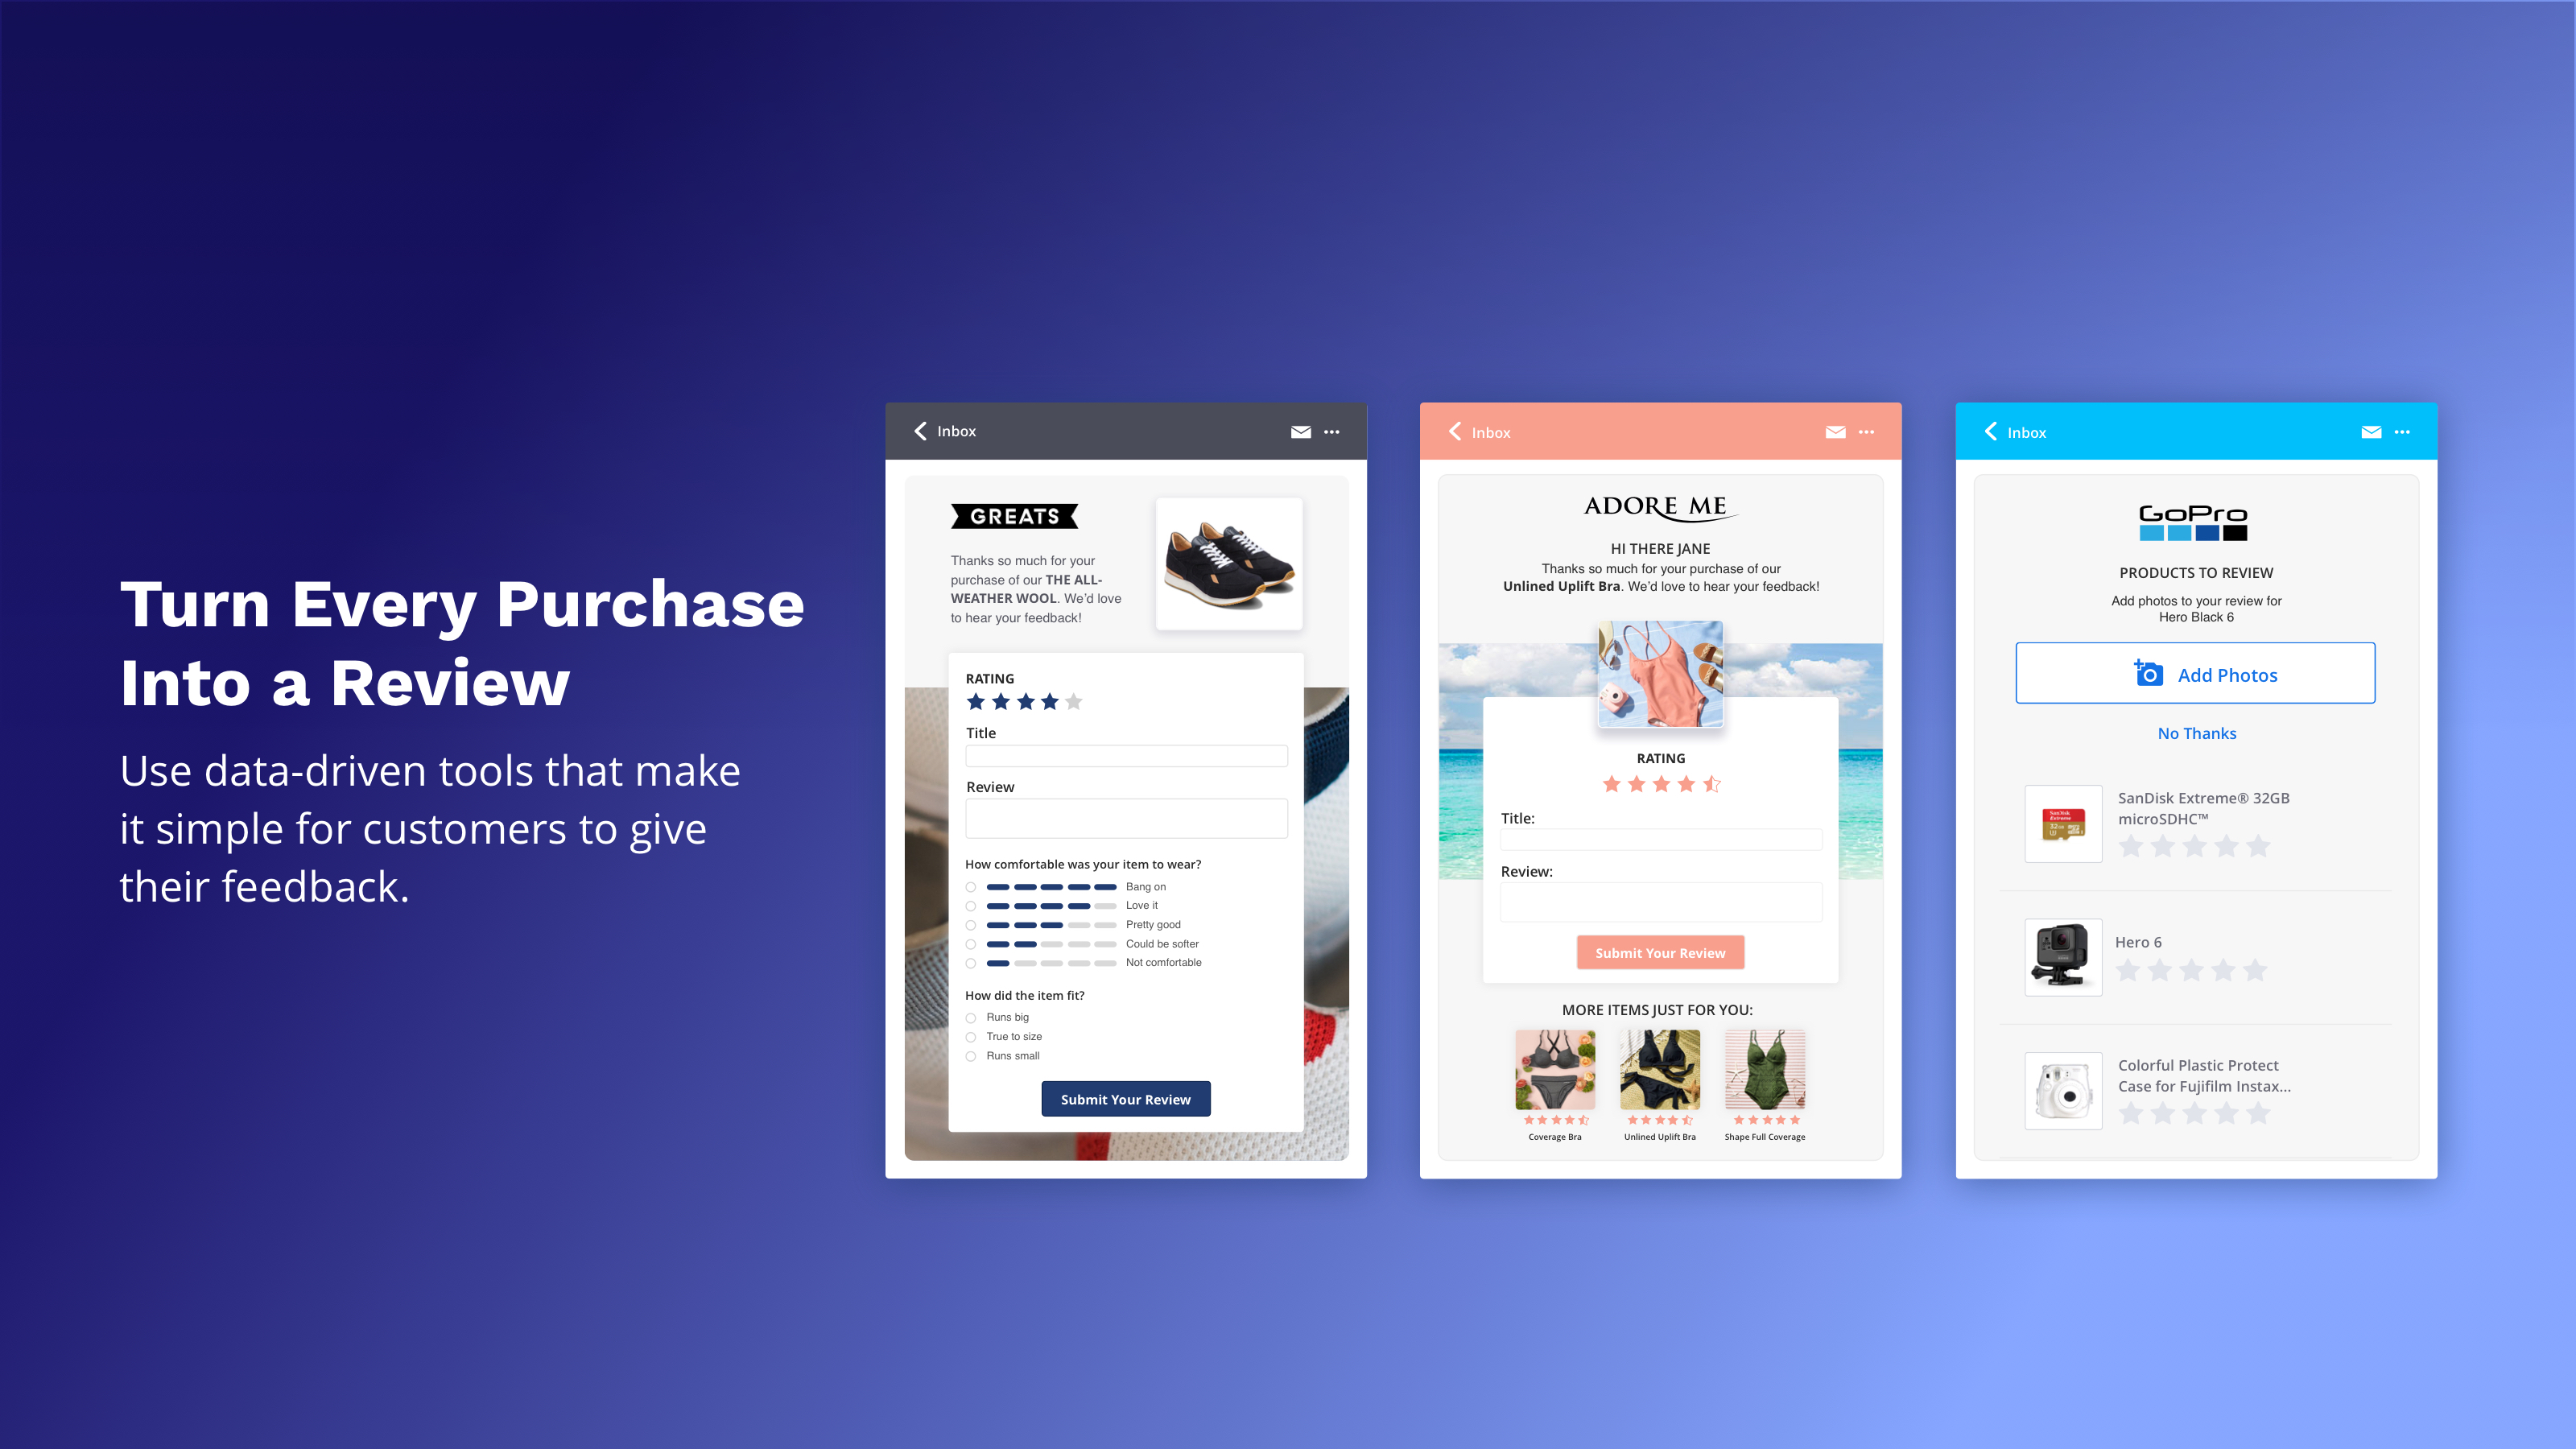 Turn Every Purchase
Into a Review
Use data-driven tools that make
it simple for customers to give
their feedback.
Inbox
GREATS
Thanks so much for your
purchase of our THE ALL-
WEATHER WOOL. We'd love
to hear your feedback!
RATING
Title
Review
How comfortable was your item to wear?
Bang on
Love it
Pretty good
Could be softer
Not comfortable
How did the item fit?
Runs big
True to size
Runs small
Submit Your Review
Inbox
ADORE ME
HI THERE JANE
Thanks so much for your purchase of our
Unlined Uplift Bra. We'd love to hear your feedback!
RATING
Title:
Review:
Submit Your Review
MORE ITEMS JUST FOR YOU:
Coverage Bra
Unlined Uplift Bra
Shape Full Coverage
Inbox
GoPro
PRODUCTS TO REVIEW
Add photos to your review for
Hero Black 6
Add Photos
No Thanks
SanDisk
Extreme
32GB
SanDisk Extreme® 32GB
microSDHC™
Hero 6
Colorful Plastic Protect
Case for Fujifilm Instax...